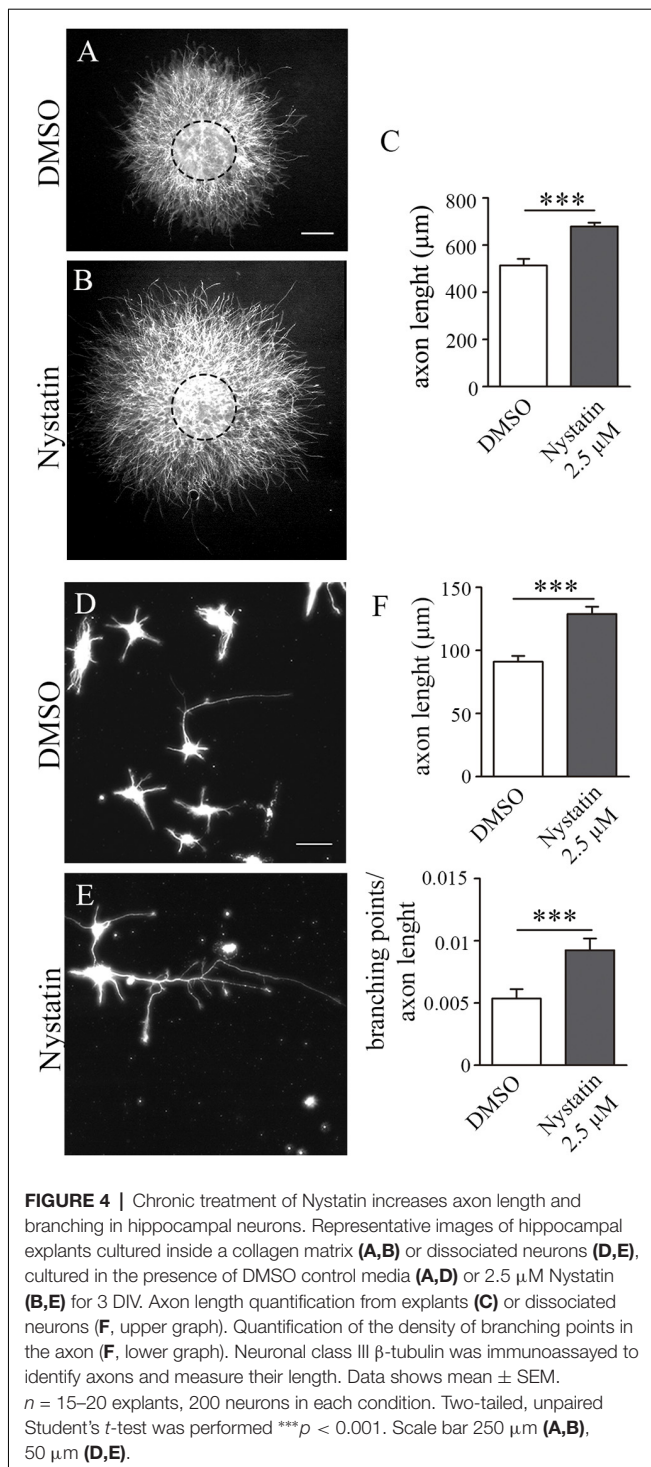 A
DMSO
B
Nystatin
C
axon lenght (µm)
800
600
400
200
0
***
DMSO
Nystatin
2.5 µM
D
DMSO
E
Nystatin
F
axon lenght (µm)
150
100
50
0
***
DMSO
Nystatin
2.5 µM
branching points/
axon lenght
0.015
0.01
0.005
0
***
DMSO
Nystatin
2.5 µM
FIGURE 4 | Chronic treatment of Nystatin increases axon length and
branching in hippocampal neurons. Representative images of hippocampal
explants cultured inside a collagen matrix (A,B) or dissociated neurons (D,E),
cultured in the presence of DMSO control media (A,D) or 2.5 µM Nystatin
(B,E) for 3 DIV. Axon length quantification from explants (C) or dissociated
neurons (F, upper graph). Quantification of the density of branching points in
the axon (F, lower graph). Neuronal class III β-tubulin was immunoassayed to
identify axons and measure their length. Data shows mean ± SEM.
n = 15–20 explants, 200 neurons in each condition. Two-tailed, unpaired
Student's t-test was performed ***p < 0.001. Scale bar 250 µm (A,B),
50 µm (D,E).